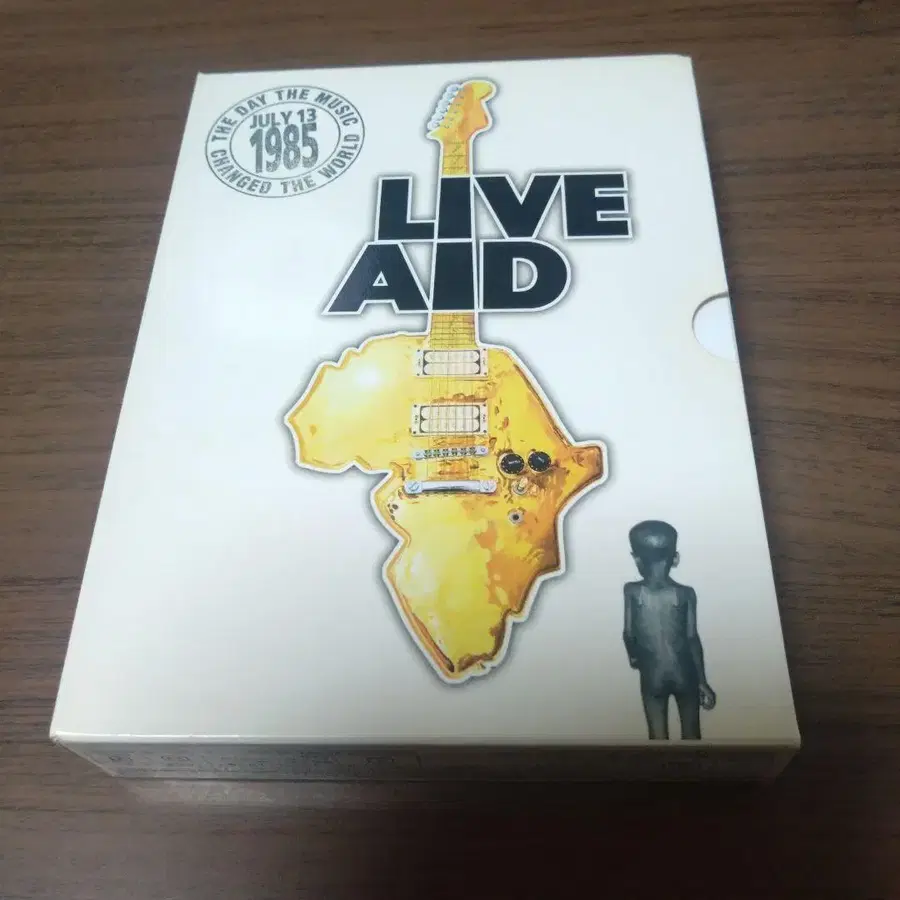 THE DAY THE MUSIC
JULY 13
1985
CHANGED THE WORLD
LIVE
AID